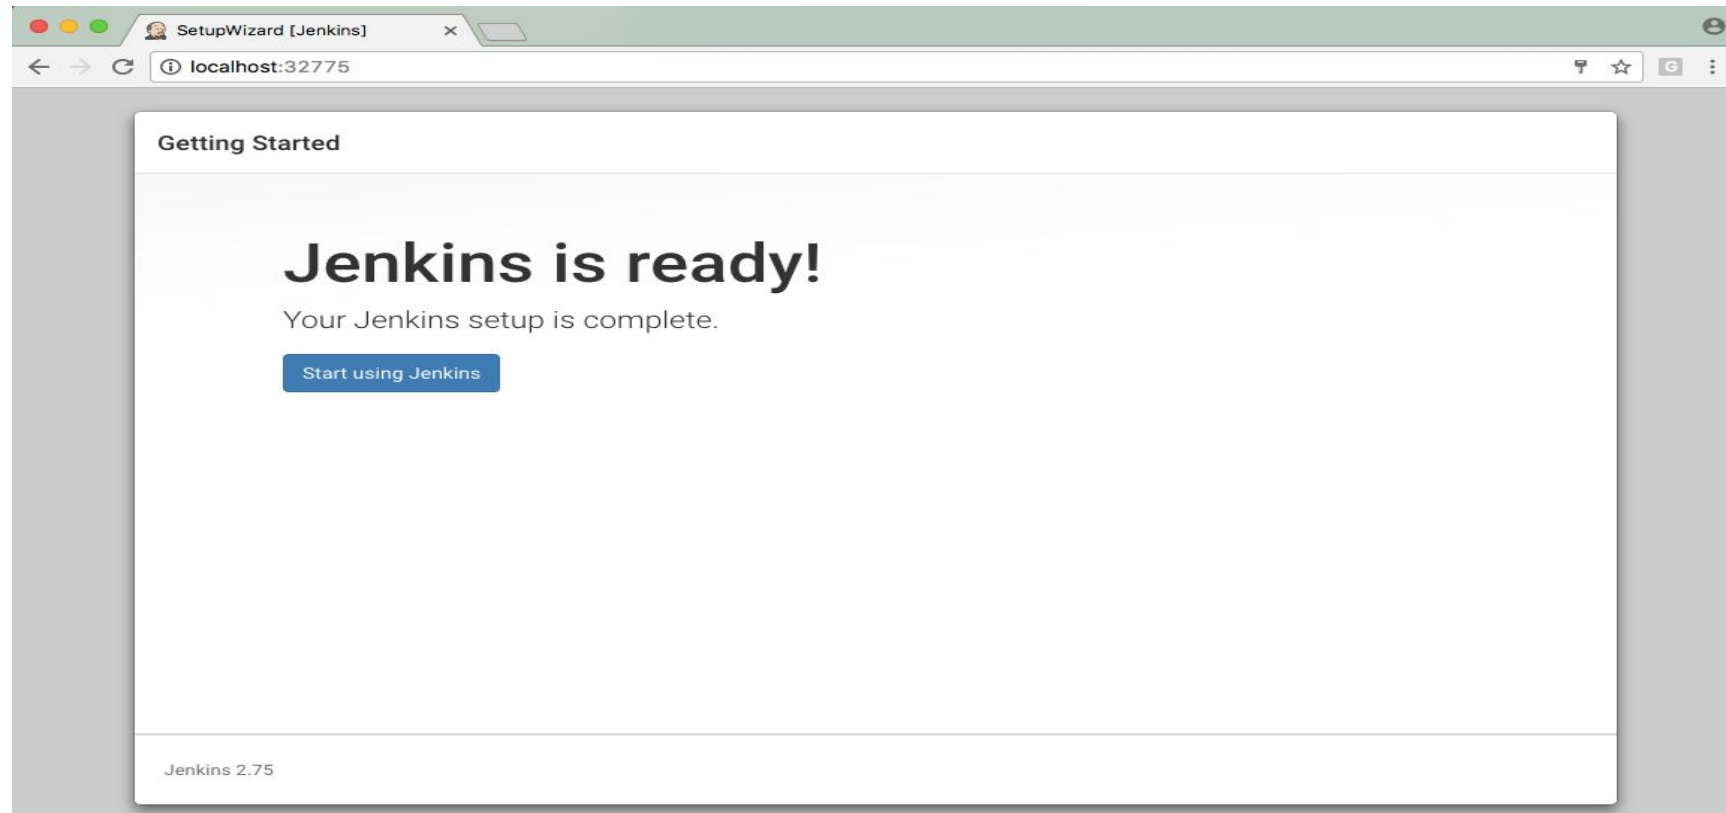 SetupWizard [Jenkins]
localhost:32775
G
Getting Started
Jenkins is ready!
Your Jenkins setup is complete.
Start using Jenkins
Jenkins 2.75